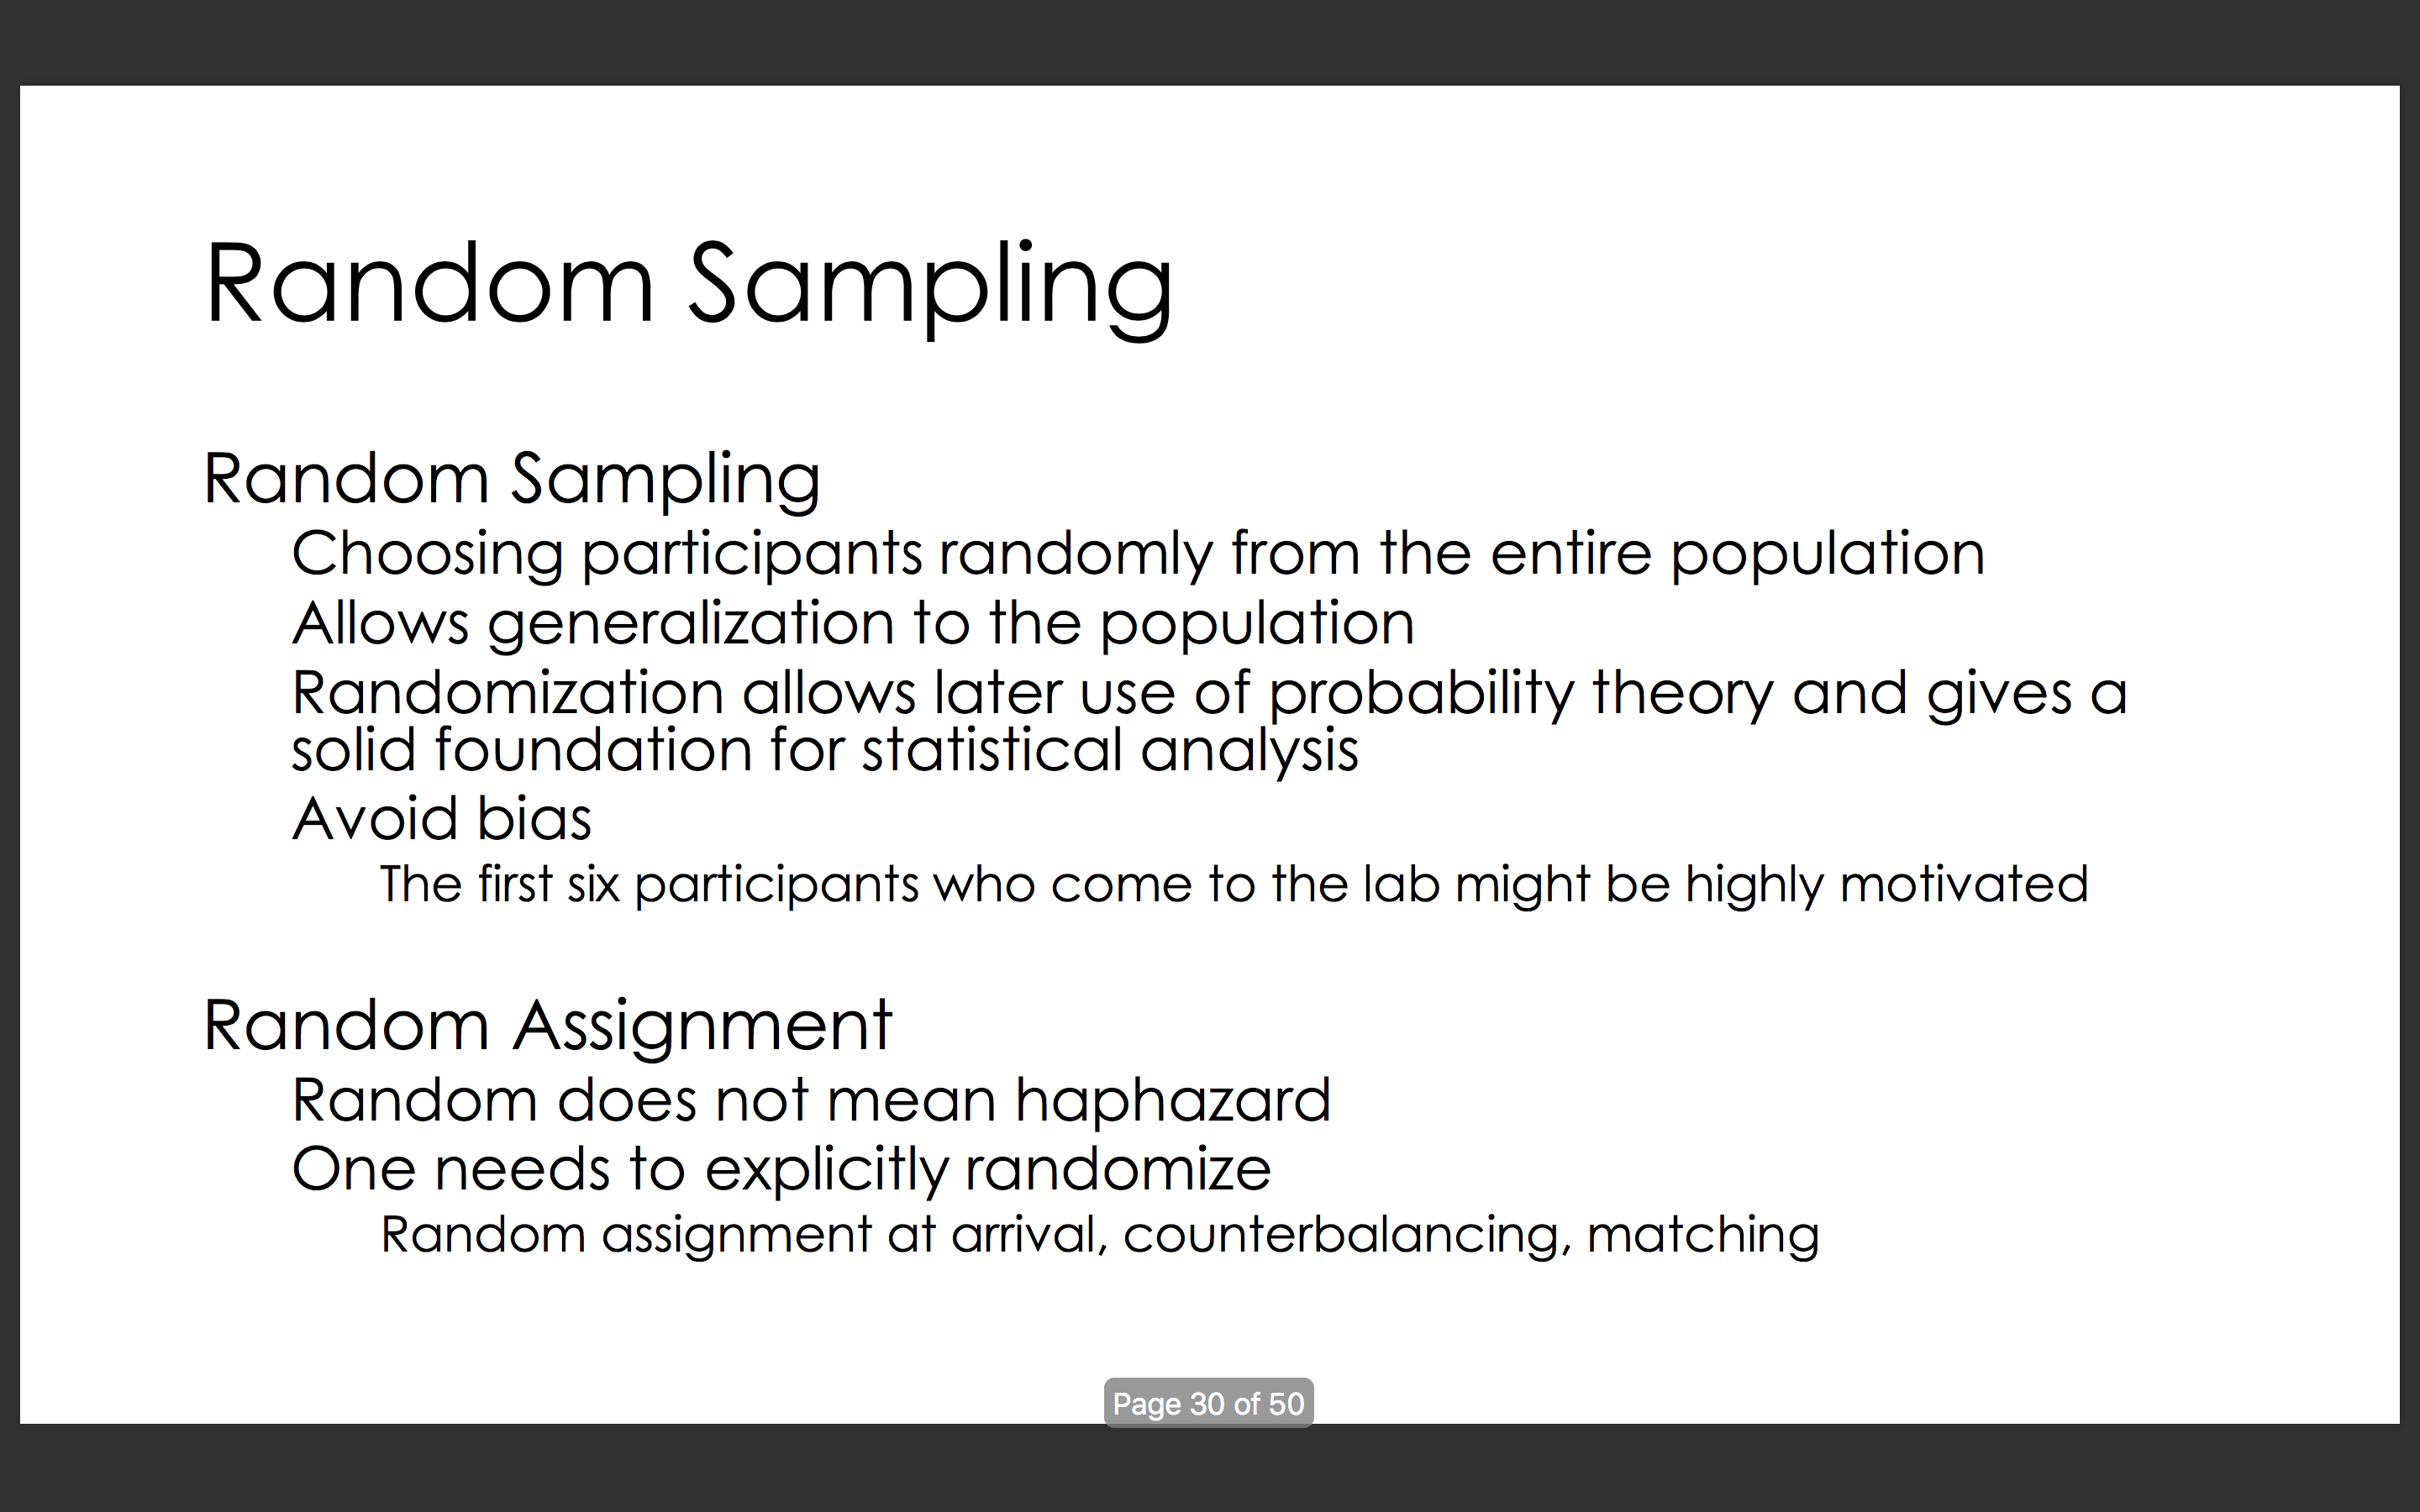 Random Sampling
Random Sampling
Choosing participants randomly from the entire population
Allows generalization to the population
Randomization allows later use of probability theory and gives a
solid foundation for statistical analysis
Avoid bias
The first six participants who come to the lab might be highly motivated
Random Assignment
Random does not mean haphazard
One needs to explicitly randomize
Random assignment at arrival, counterbalancing, matching
Page 30 of 50